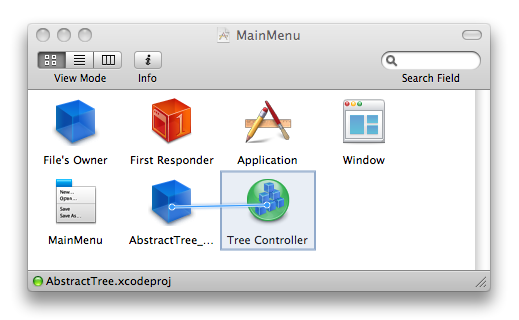 MainMenu
View Mode
Info
Search Field
File's Owner
First Responder
1
Application
Window
New...
Open...
Save
Save As...
MainMenu
AbstractTree_...
Tree Controller
AbstractTree.xcodeproj